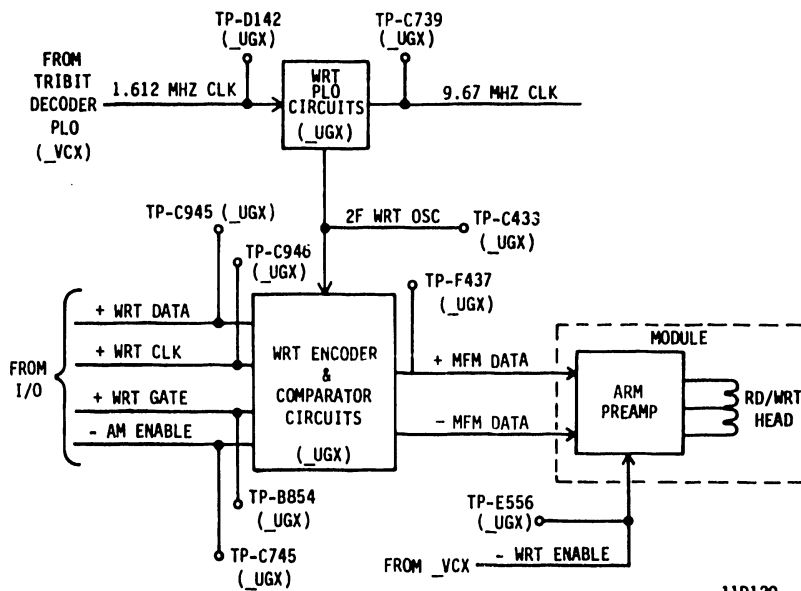 TP-D142
(_UGX)
TP-C739
(_UGX)
FROM
TRIBIT
DECODER
PLO
(_VCX)
1.612 MHZ CLK
WRT
PLO
CIRCUITS
(_UGX)
9.67 MHZ CLK
TP-C945 (_UGX)
2F WRT OSC
TP-C433
(_UGX)
TP-C946
(_UGX)
TP-F437
(_UGX)
FROM
I/O
+ WRT DATA
+ WRT CLK
+ WRT GATE
- AM ENABLE
WRT ENCODER
&
COMPARATOR
CIRCUITS
(_UGX)
+ MFM DATA
- MFM DATA
MODULE
ARM
PREAMP
RD/WRT
HEAD
TP-B854
(_UGX)
TP-C745
(_UGX)
TP-E556
(_UGX)
FROM _VCX
- WRT ENABLE